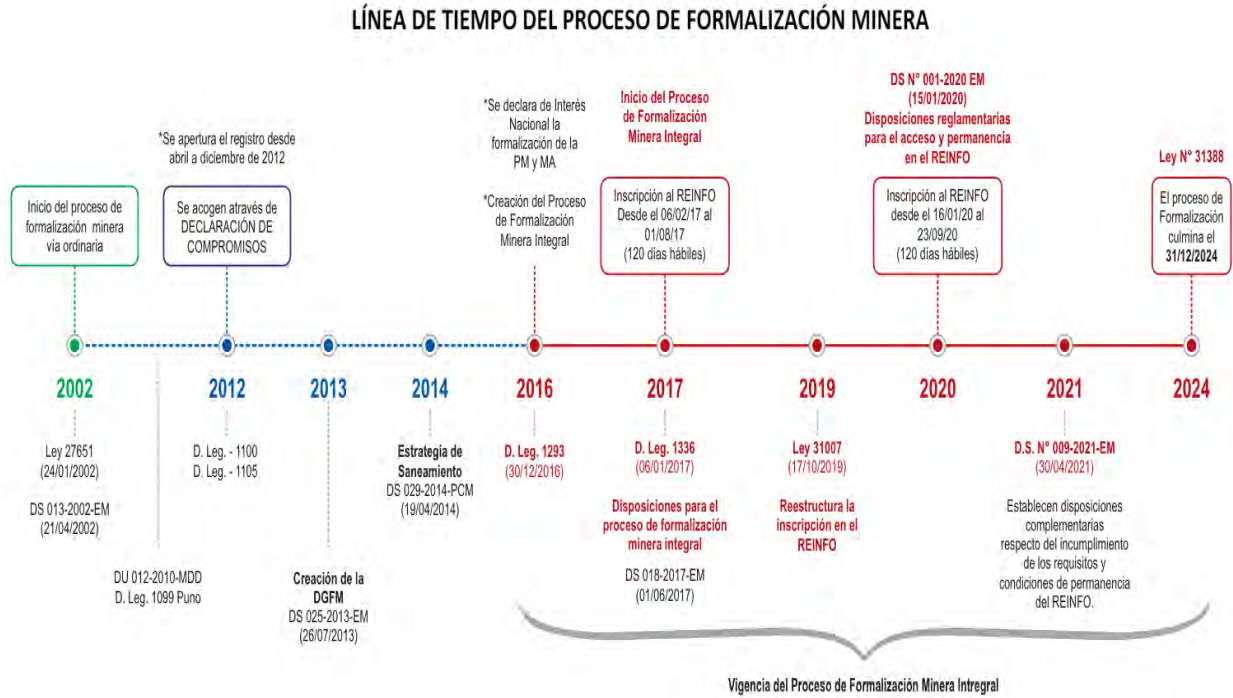 LÍNEA DE TIEMPO DEL PROCESO DE FORMALIZACIÓN MINERA
*Se apertura el registro desde
abril a diciembre de 2012
*Se declara de Interés
Nacional la
formalización de la
PM y MA
*Creación del Proceso
de Formalización
Minera Integral
Inicio del Proceso
de Formalización
Minera Integral
DS N° 001-2020 EM
(15/01/2020)
Disposiciones reglamentarias
para el acceso y permanencia
en el REINFO
Ley N° 31388
Inicio del proceso de
formalización minera
vía ordinaria
Se acogen através de
DECLARACIÓN DE
COMPROMISOS
Inscripción al REINFO
Desde el 06/02/17 al
01/08/17
(120 días hábiles)
Inscripción al REINFO
desde el 16/01/20 al
23/09/20
(120 días hábiles)
El proceso de
Formalización
culmina el
31/12/2024
2002
2012
2013
2014
2016
2017
2019
2020
2021
2024
Ley 27651
(24/01/2002)
DS 013-2002-EM
(21/04/2002)
DU 012-2010-MDD
D. Leg. 1099 Puno
D. Leg. - 1100
D. Leg. - 1105
Creación de la
DGFM
DS 025-2013-EM
(26/07/2013)
Estrategia de
Saneamiento
DS 029-2014-PCM
(19/04/2014)
D. Leg. 1293
(30/12/2016)
D. Leg. 1336
(06/01/2017)
Disposiciones para el
proceso de formalización
minera integral
DS 018-2017-EM
(01/06/2017)
Ley 31007
(17/10/2019)
Reestructura la
inscripción en el
REINFO
D.S. N° 009-2021-EM
(30/04/2021)
Establecen disposiciones
complementarias
respecto del incumplimiento
de los requisitos y
condiciones de permanencia
del REINFO.
Vigencia del Proceso de Formalización Minera Intregral